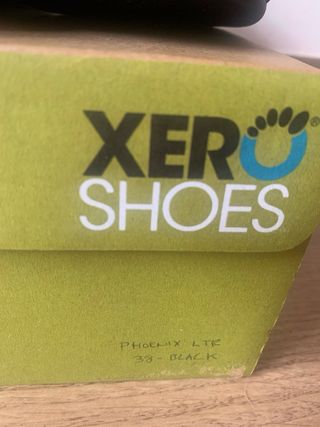 XERO®
SHOES
PHOENIX LTR
38 - BLACK